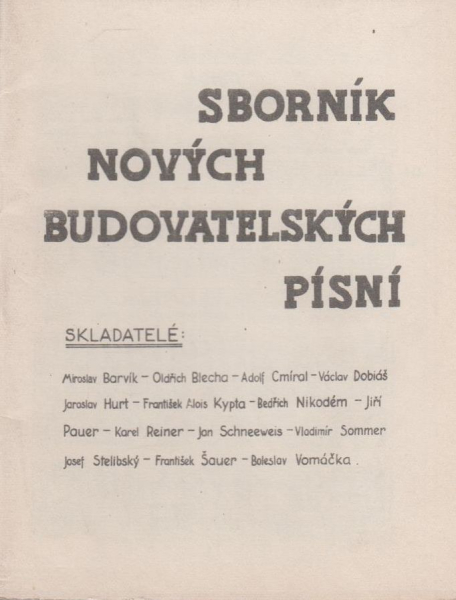 SBORNÍK
NOVÝCH
BUDOVATELSKÝCH
PÍSNÍ
SKLADATELÉ:
Miroslav Barvík – Oldřich Blecha – Adolf Cmíral – Václav Dobiáš
Jaroslav Hurt – František Alois Kypta – Bedřich Nikodém – Jiří
Pauer – Karel Reiner – Jan Schneeweis – Vladimír Sommer
Josef Stelibský – František Šauer – Boleslav Vomáčka.